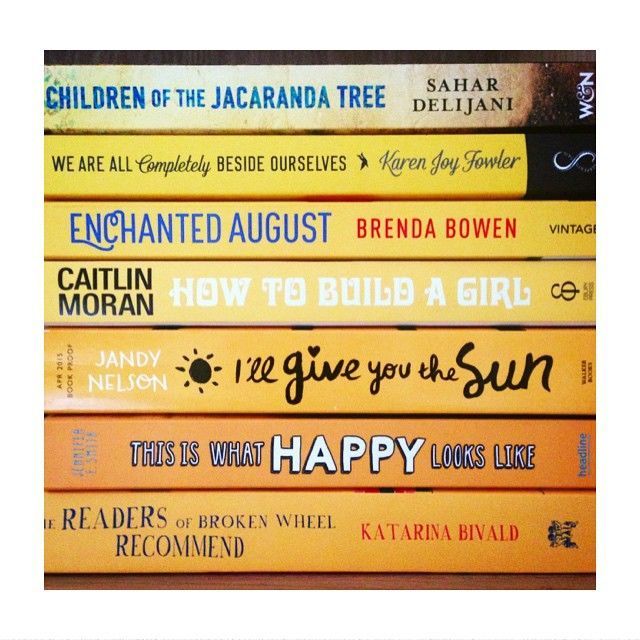 CHILDREN OF THE JACARANDA TREE
SAHAR
DELIJANI
W&N
WE ARE ALL Completely BESIDE OURSELVES
Karen Joy Fowler
ENCHANTED AUGUST
BRENDA BOWEN
VINTAGE
CAITLIN
MORAN
HOW TO BUILD A GIRL
APR 2015
BOOK PROOF
JANDY
NELSON
I'll give you the Sun
WALKER
BOOKS
JENNIFER
E. SMITH
THIS IS WHAT HAPPY LOOKS LIKE
headline
READERS OF BROKEN WHEEL
RECOMMEND
KATARINA BIVALD